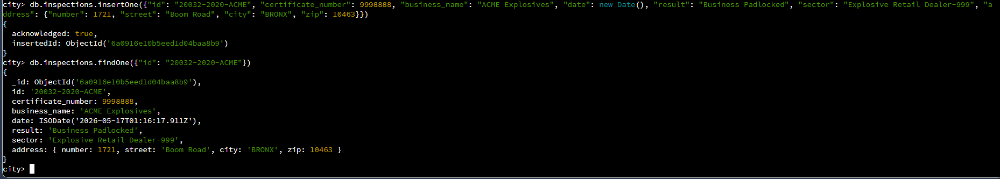 city> db.inspections.insertOne({"id": "20032-2020-ACME", "certificate_number": 9998888, "business_name": "ACME Explosives", "date": new Date(), "result": "Business Padlocked", "sector": "Explosive Retail Dealer-999", "a
ddress": {"number": 1721, "street": "Boom Road", "city": "BRONX", "zip": 10463}})
{
  acknowledged: true,
  insertedId: ObjectId('6a0916e10b5eed1d04baa8b9')
}
city> db.inspections.findOne({"id": "20032-2020-ACME"})
{
  _id: ObjectId('6a0916e10b5eed1d04baa8b9'),
  id: '20032-2020-ACME',
  certificate_number: 9998888,
  business_name: 'ACME Explosives',
  date: ISODate('2026-05-17T01:16:17.911Z'),
  result: 'Business Padlocked',
  sector: 'Explosive Retail Dealer-999',
  address: { number: 1721, street: 'Boom Road', city: 'BRONX', zip: 10463 }
}
city>